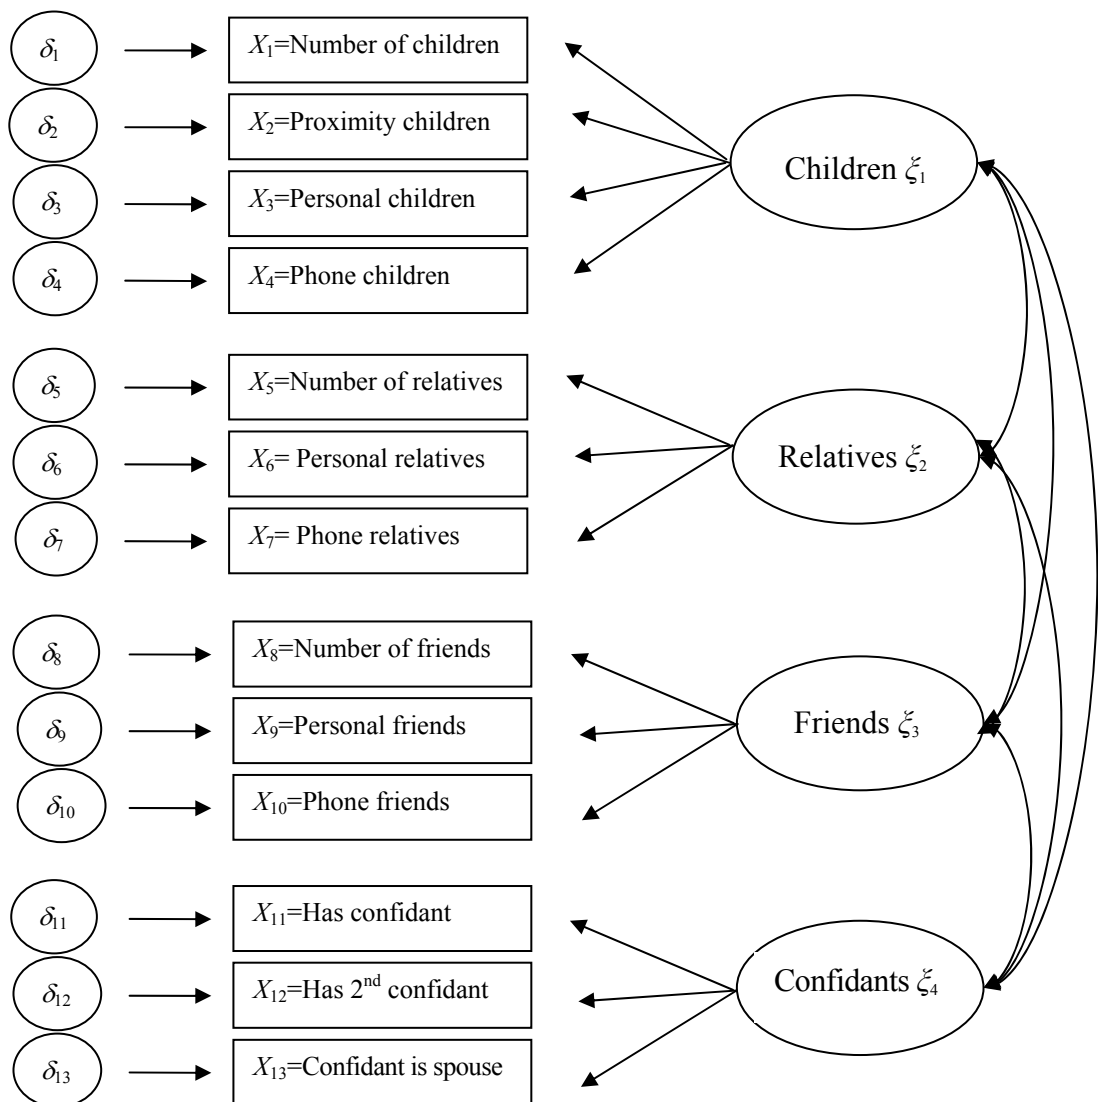 δ1 X1=Number of children
δ2 X2=Proximity children
Children ξ1
δ3 X3=Personal children
δ4 X4=Phone children
δ5 X5=Number of relatives
δ6 X6= Personal relatives
Relatives ξ2
δ7 X7= Phone relatives
δ8 X8=Number of friends
δ9 X9=Personal friends
Friends ξ3
δ10 X10=Phone friends
δ11 X11=Has confidant
δ12 X12=Has 2nd confidant
Confidants ξ4
δ13 X13=Confidant is spouse